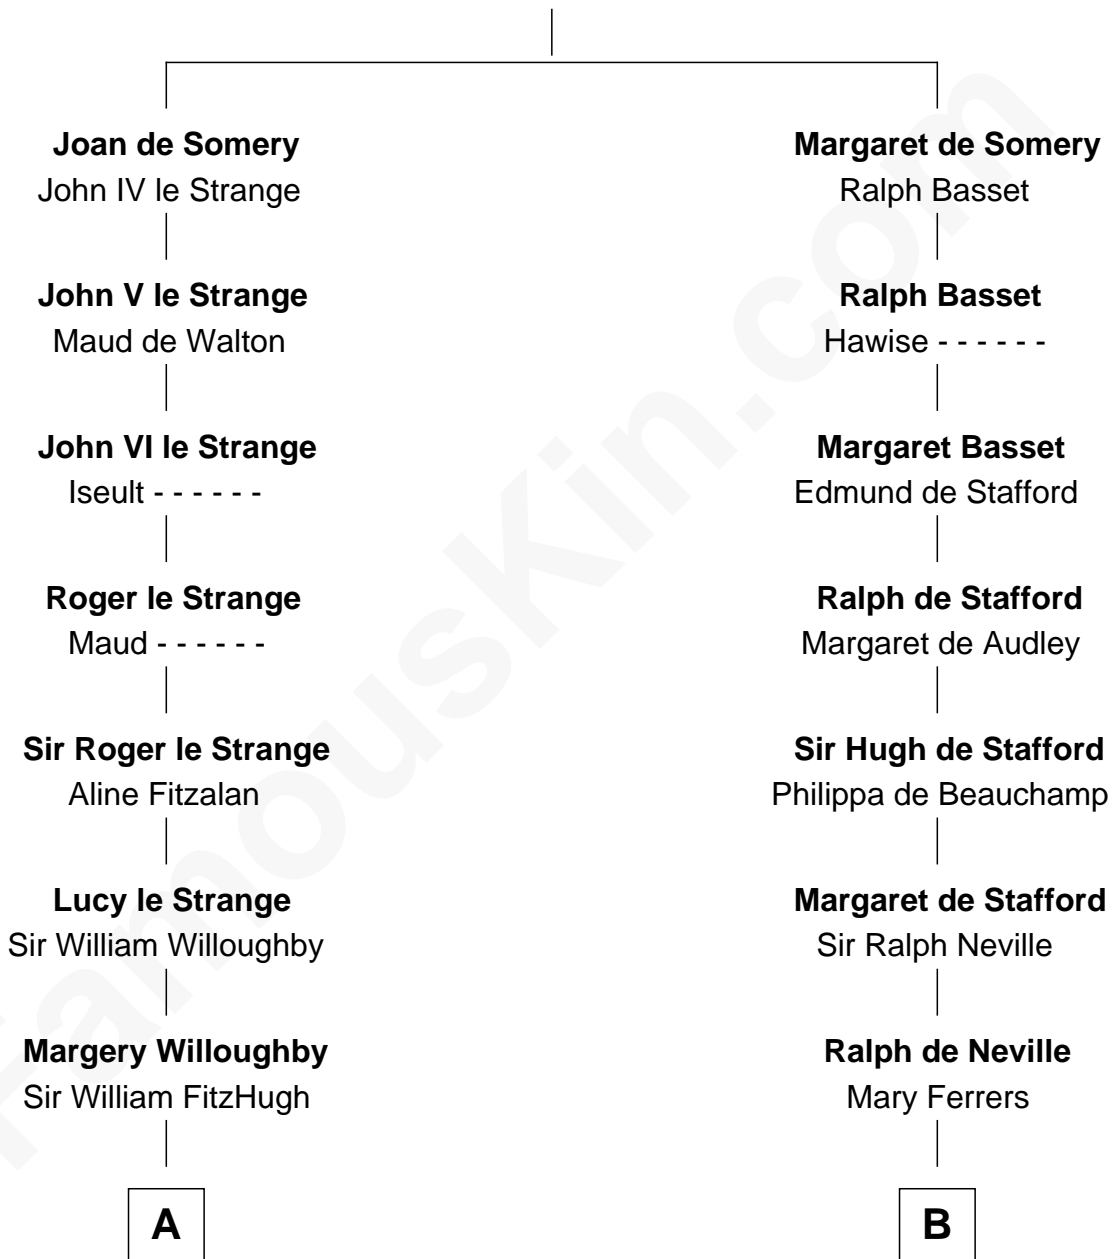 Joan de Somery
John IV le Strange
John V le Strange
Maud de Walton
John VI le Strange
Iseult - - - - - -
Roger le Strange
Maud - - - - - -
Sir Roger le Strange
Aline Fitzalan
Lucy le Strange
Sir William Willoughby
Margery Willoughby
Sir William FitzHugh
A
Margaret de Somery
Ralph Basset
Ralph Basset
Hawise - - - - - -
Margaret Basset
Edmund de Stafford
Ralph de Stafford
Margaret de Audley
Sir Hugh de Stafford
Philippa de Beauchamp
Margaret de Stafford
Sir Ralph Neville
Ralph de Neville
Mary Ferrers
B
FamousKin.com